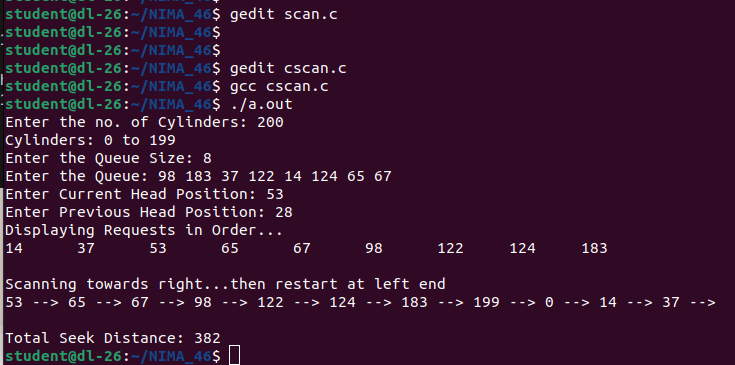 student@dl-26:~/NIMA_46$ gedit scan.c
student@dl-26:~/NIMA_46$
student@dl-26:~/NIMA_46$
student@dl-26:~/NIMA_46$ gedit cscan.c
student@dl-26:~/NIMA_46$ gcc cscan.c
student@dl-26:~/NIMA_46$ ./a.out
Enter the no. of Cylinders: 200
Cylinders: 0 to 199
Enter the Queue Size: 8
Enter the Queue: 98 183 37 122 14 124 65 67
Enter Current Head Position: 53
Enter Previous Head Position: 28
Displaying Requests in Order...
14 37 53 65 67 98 122 124 183
Scanning towards right...then restart at left end
53 --> 65 --> 67 --> 98 --> 122 --> 124 --> 183 --> 199 --> 0 --> 14 --> 37 -->
Total Seek Distance: 382
student@dl-26:~/NIMA_46$